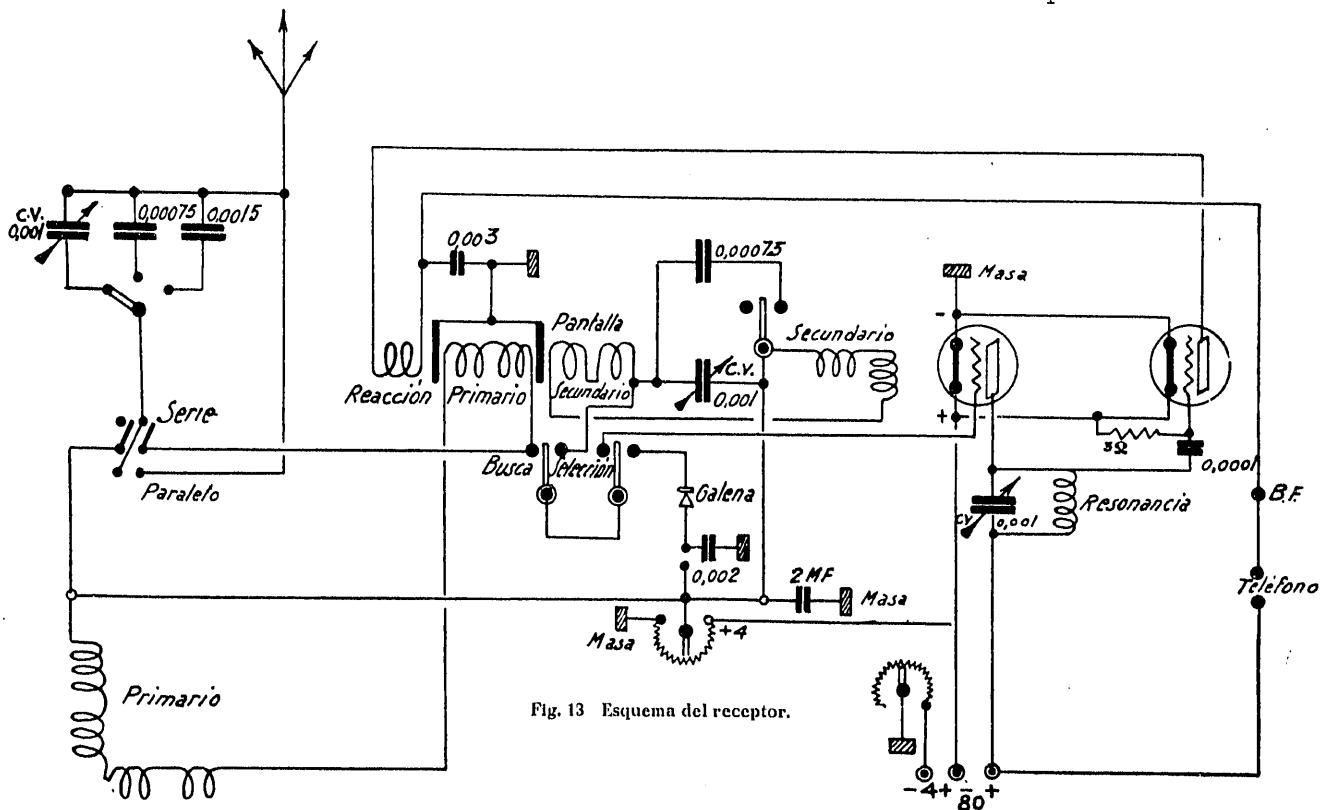 C.V.
0,001
0,00075
0,0015
0,003
0,00075
Masa
Pantalla
Secundario
-
Reacción
Primario
Secundario
C.V.
0,001
+
-
Serie
3Ω
0,0001
Busca
Selección
Paralelo
Galena
CV
0,001
Resonancia
B.F.
0,002
2 MF
Masa
Teléfono
Masa
+4
Primario
Fig. 13 Esquema del receptor.
-4+ - +
80